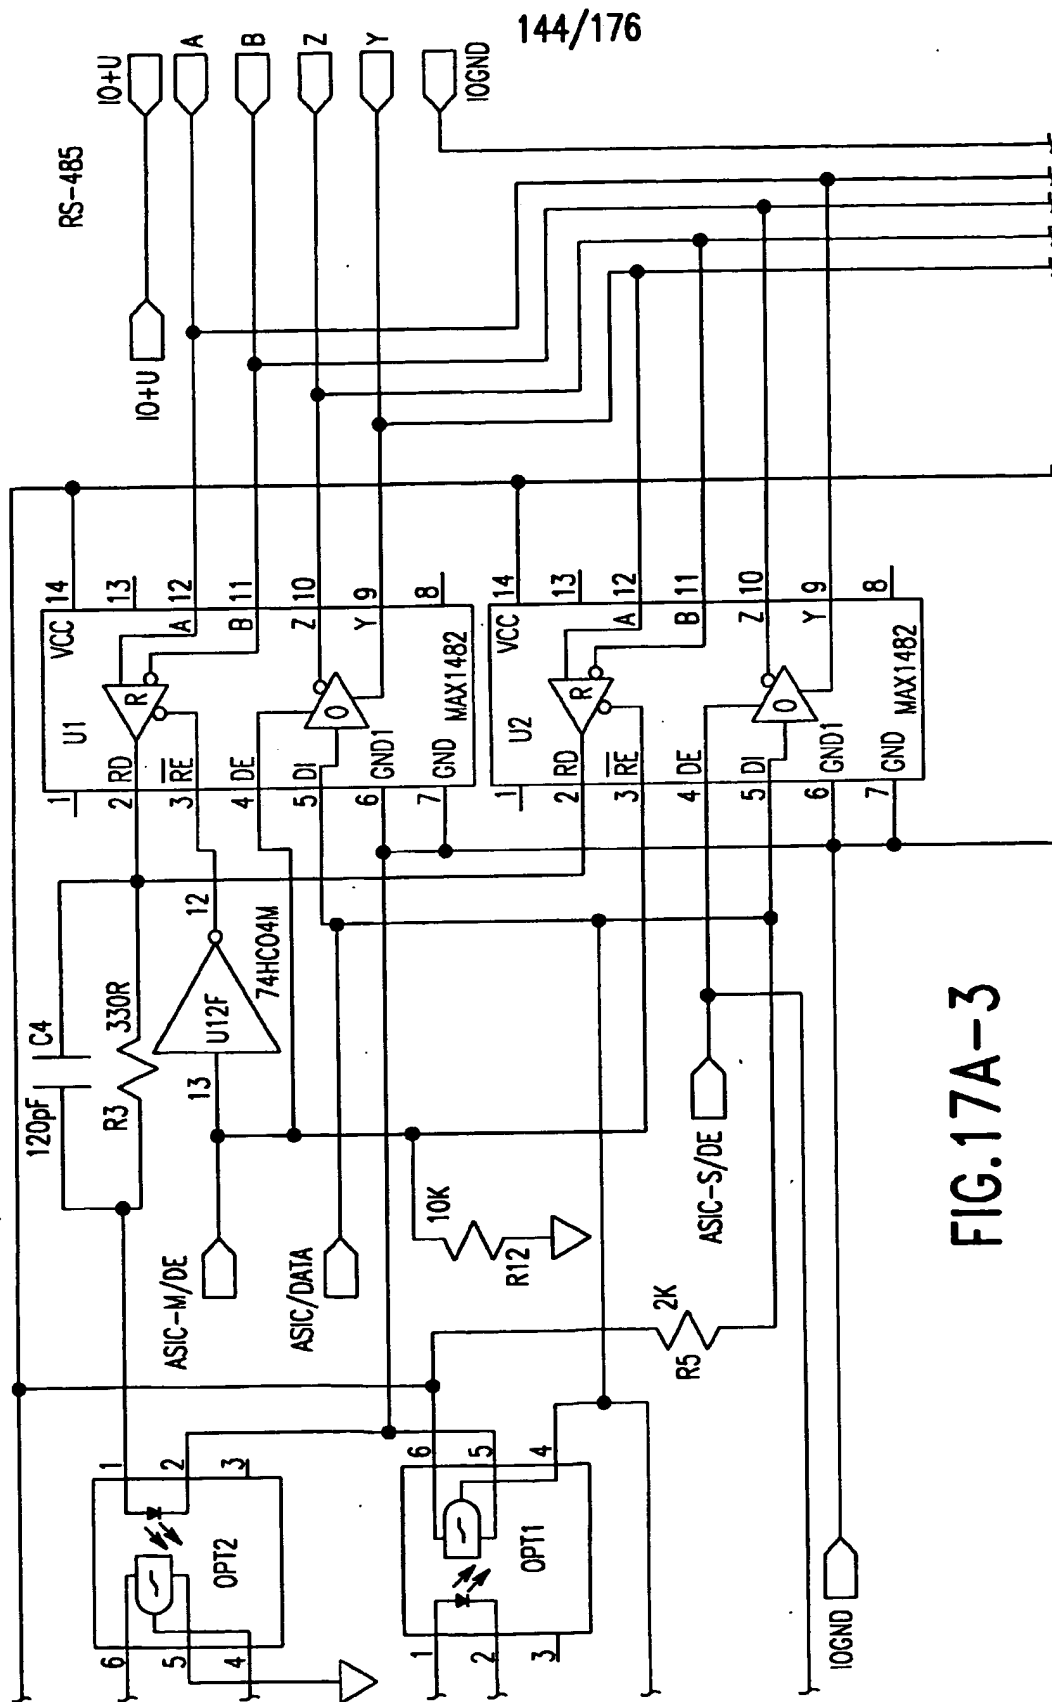 144/176
RS-485
IO+U
IO+U
A
B
Z
Y
IOGND
14
13
12
11
10
9
8
VCC
A
B
Z
Y
U1
R
O
MAX1482
RD
RE
DE
DI
GND1
GND
1
2
3
4
5
6
7
14
13
12
11
10
9
8
VCC
A
B
Z
Y
U2
R
O
MAX1482
RD
RE
DE
DI
GND1
GND
1
2
3
4
5
6
7
C4
120pF
330R
R3
12
U12F
74HC04M
13
ASIC-M/DE
ASIC/DATA
10K
R12
ASIC-S/DE
2K
R5
1
2
3
OPT2
6
5
4
6
5
4
OPT1
1
2
3
IOGND
FIG.17A-3